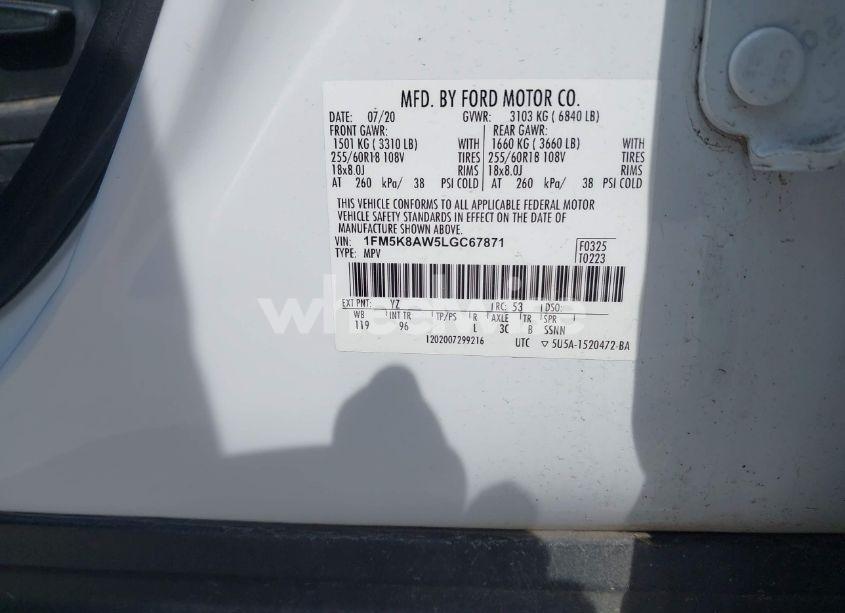 MFD. BY FORD MOTOR CO.
DATE: 07/20 GVWR: 3103 KG ( 6840 LB)
FRONT GAWR: REAR GAWR:
1501 KG ( 3310 LB) WITH 1660 KG ( 3660 LB) WITH
255/60R18 108V TIRES 255/60R18 108V TIRES
18x8.0J RIMS 18x8.0J RIMS
AT 260 kPa/ 38 PSI COLD AT 260 kPa/ 38 PSI COLD
THIS VEHICLE CONFORMS TO ALL APPLICABLE FEDERAL MOTOR
VEHICLE SAFETY STANDARDS IN EFFECT ON THE DATE OF
MANUFACTURE SHOWN ABOVE.
VIN: 1FM5K8AW5LGC67871 F0325
TYPE: MPV T0223
wheelwire
EXT PNT: YZ RC: 53 DSO:
WB INT TR TP/PS R AXLE TR SPR
119 96 L 3C B SSNN
1202007299216 UTC ▽ 5U5A-1520472-BA